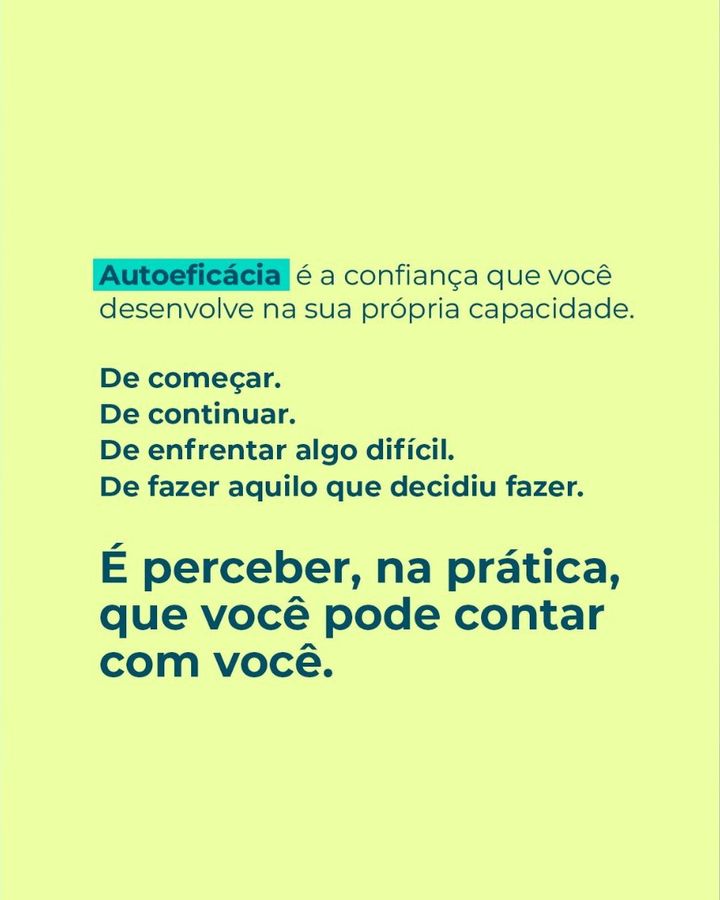 Autoeficácia é a confiança que você
desenvolve na sua própria capacidade.
De começar.
De continuar.
De enfrentar algo difícil.
De fazer aquilo que decidiu fazer.
É perceber, na prática,
que você pode contar
com você.